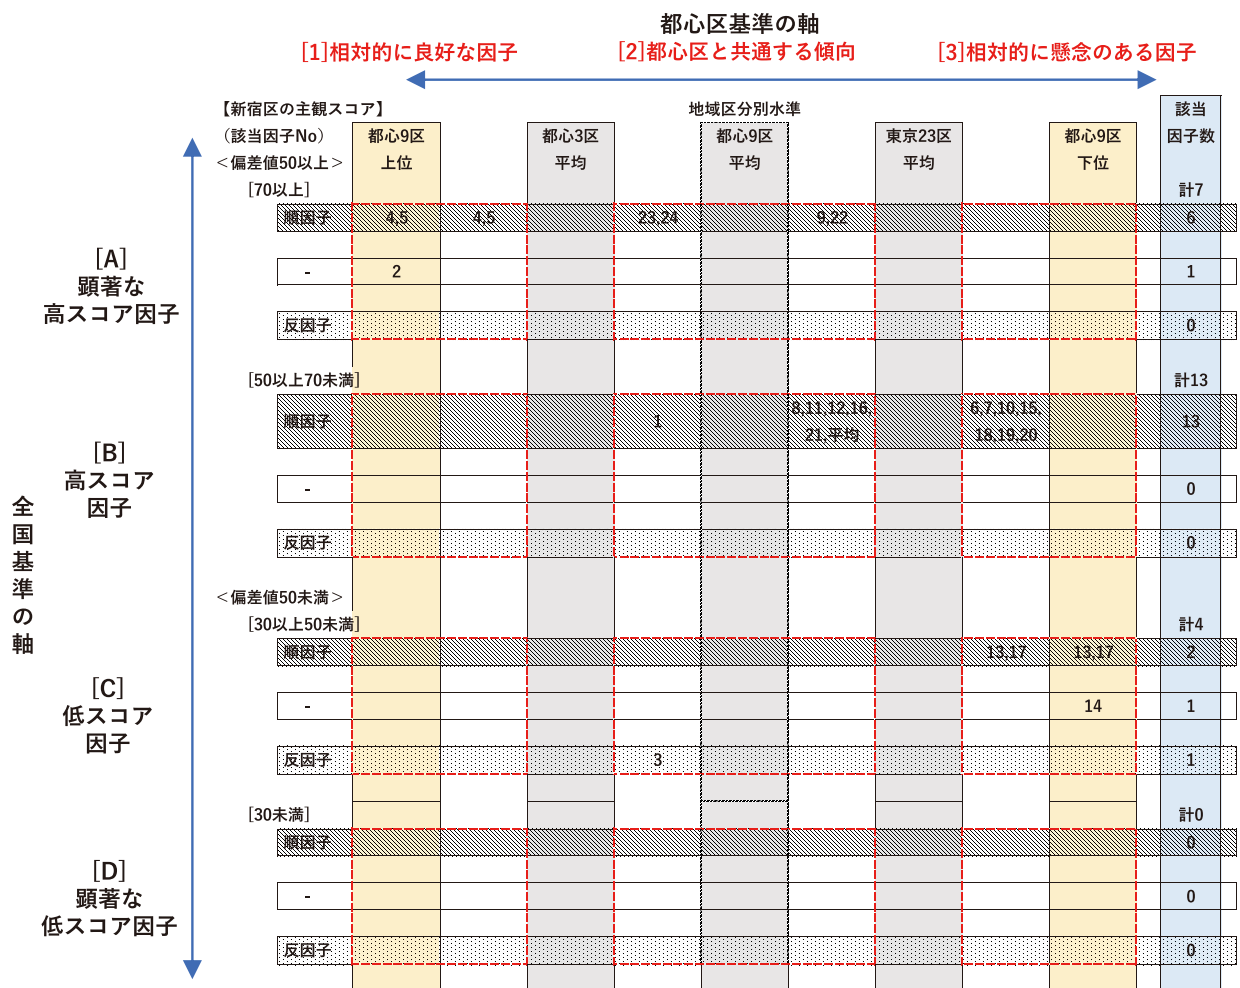 都心区基準の軸
[1]相対的に良好な因子 [2]都心区と共通する傾向 [3]相対的に懸念のある因子
【新宿区の主観スコア】 地域区分別水準 該当
（該当因子No） 都心9区 都心3区 都心9区 東京23区 都心9区 因子数
＜偏差値50以上＞ 上位 平均 平均 平均 下位
[70以上] 計7
順因子 4,5 4,5 23,24 9,22 6
[A]
顕著な
高スコア因子
- 2 1
反因子 0
[50以上70未満] 計13
順因子 1 8,11,12,16, 6,7,10,15, 13
21,平均 18,19,20
[B]
高スコア
因子
- 0
反因子 0
全国基準の軸
＜偏差値50未満＞
[30以上50未満] 計4
順因子 13,17 13,17 2
[C]
低スコア
因子
- 14 1
反因子 3 1
[30未満] 計0
順因子 0
[D]
顕著な
低スコア因子
- 0
反因子 0